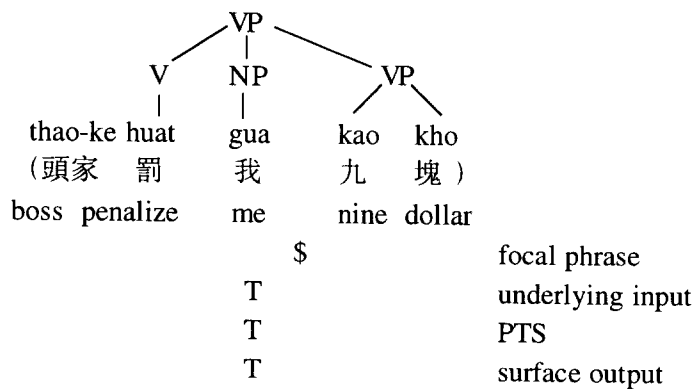 VP
V NP VP
thao-ke huat gua kao kho
(頭家 罰 我 九 塊)
boss penalize me nine dollar
$ focal phrase
T underlying input
T PTS
T surface output